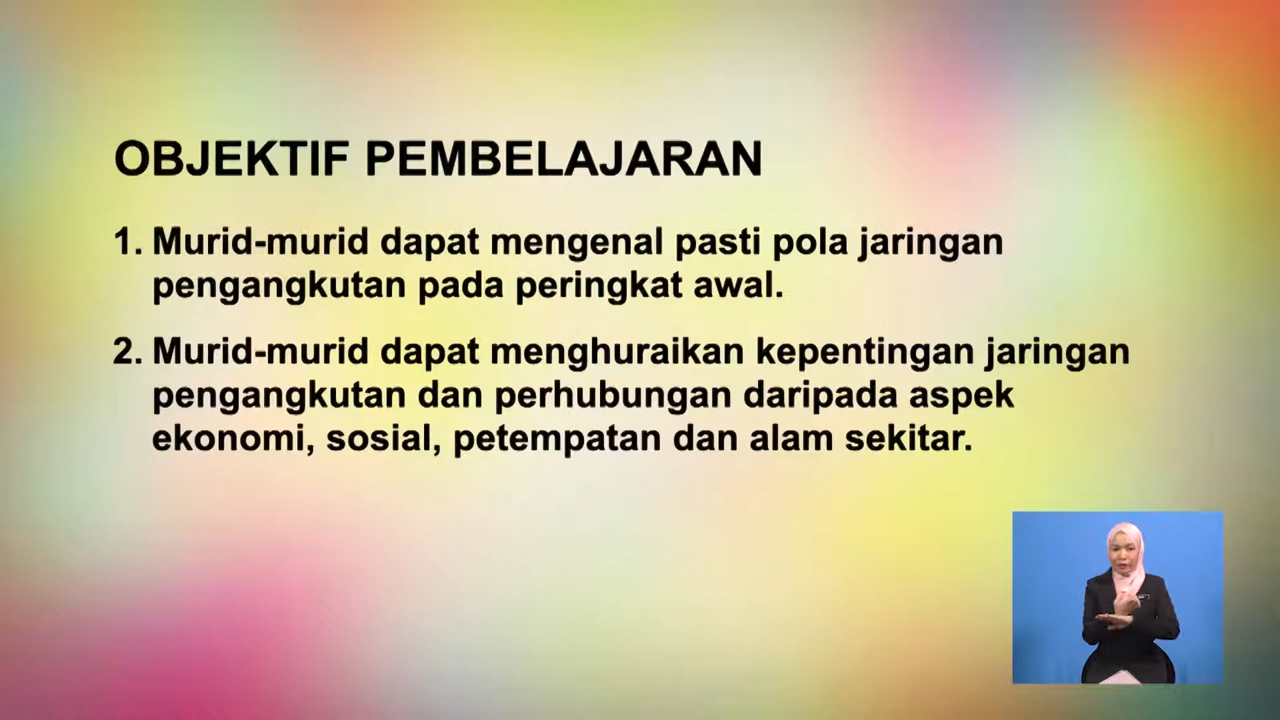 OBJEKTIF PEMBELAJARAN
1. Murid-murid dapat mengenal pasti pola jaringan
pengangkutan pada peringkat awal.
2. Murid-murid dapat menghuraikan kepentingan jaringan
pengangkutan dan perhubungan daripada aspek
ekonomi, sosial, petempatan dan alam sekitar.